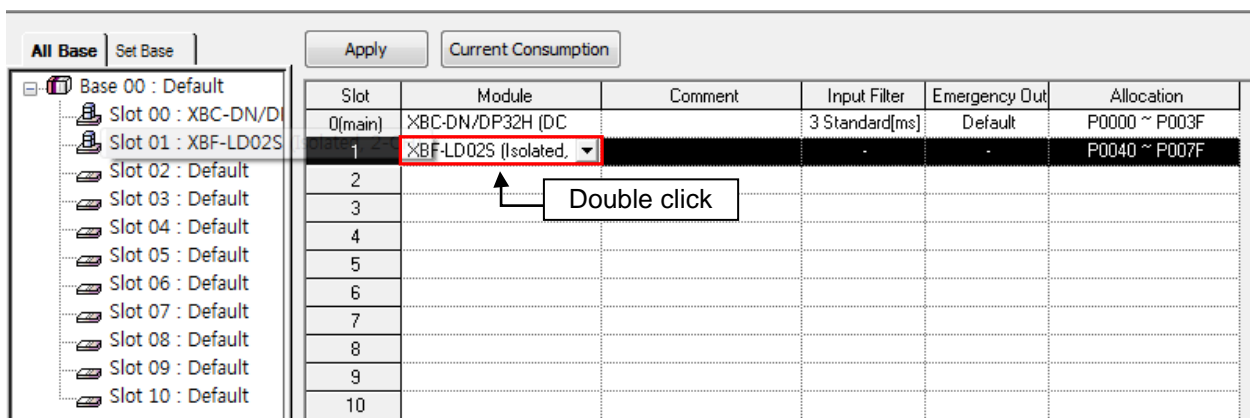 All Base Set Base Apply Current Consumption
Base 00 : Default
Slot 00 : XBC-DN/DI
Slot 01 : XBF-LD02S
Slot 02 : Default
Slot 03 : Default
Slot 04 : Default
Slot 05 : Default
Slot 06 : Default
Slot 07 : Default
Slot 08 : Default
Slot 09 : Default
Slot 10 : Default
Slot Module Comment Input Filter Emergency Out Allocation
0(main) XBC-DN/DP32H (DC 3 Standard[ms] Default P0000 ~ P003F
1 XBF-LD02S (Isolated, - - P0040 ~ P007F
2
Double click
3
4
5
6
7
8
9
10